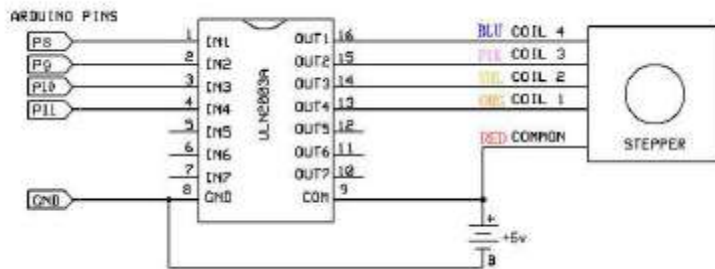 ARDUINO PINS
P8
P9
P10
P11
GND
1 IN1
2 IN2
3 IN3
4 IN4
5 IN5
6 IN6
7 IN7
8 GND
ULN2003A
OUT1 16
OUT2 15
OUT3 14
OUT4 13
OUT5 12
OUT6 11
OUT7 10
COM 9
BLU COIL 4
PIK COIL 3
YEL COIL 2
ORG COIL 1
RED COMMON
STEPPER
+
+5v
B